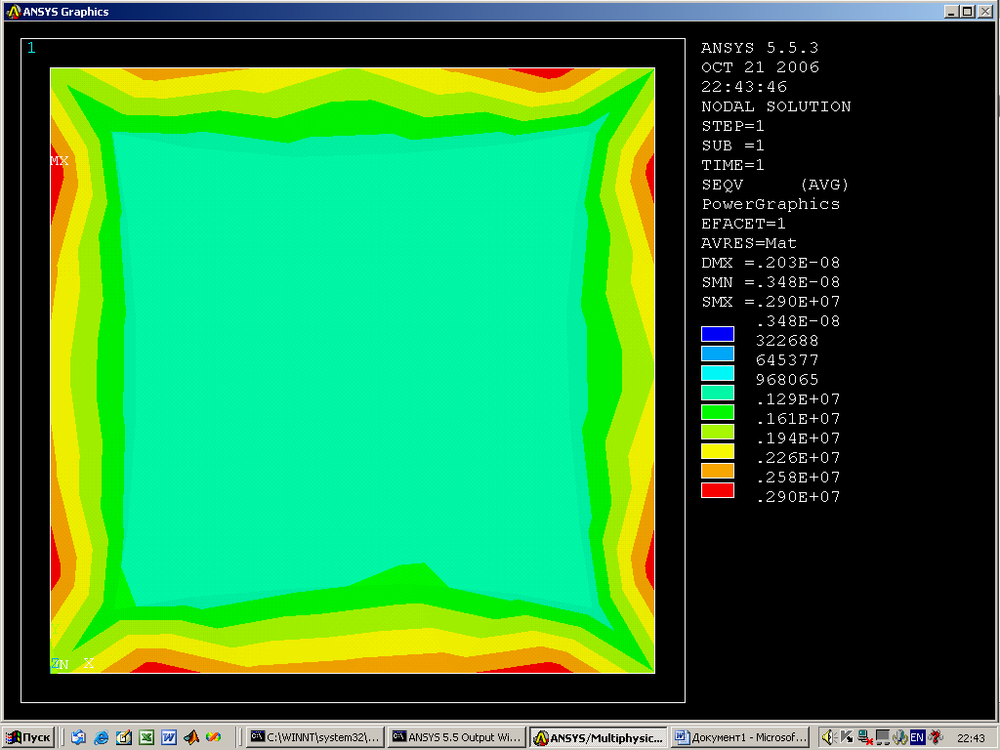 ANSYS Graphics
1
MX
X
ANSYS 5.5.3
OCT 21 2006
22:43:46
NODAL SOLUTION
STEP=1
SUB =1
TIME=1
SEQV (AVG)
PowerGraphics
EFACET=1
AVRES=Mat
DMX =.203E-08
SMN =.348E-08
SMX =.290E+07
.348E-08
322688
645377
968065
.129E+07
.161E+07
.194E+07
.226E+07
.258E+07
.290E+07
Пуск
C:\WINNT\system32\...
ANSYS 5.5 Output Wi...
ANSYS/Multiphysic...
Документ1 - Microsof...
EN
22:43